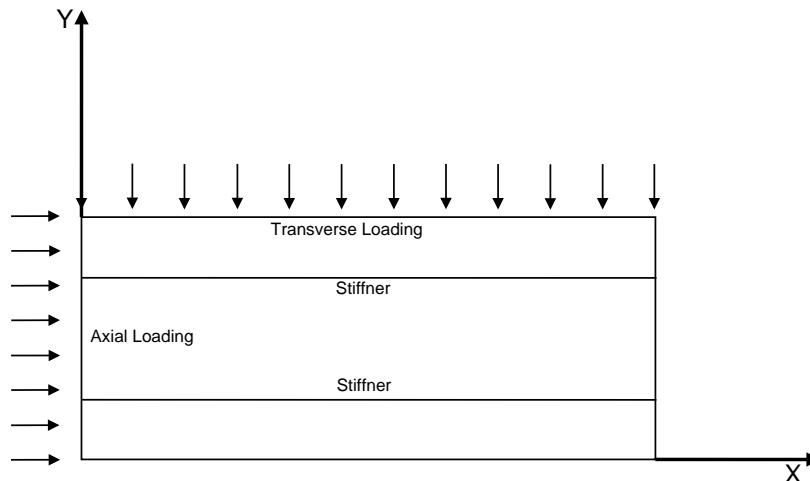 Y
Transverse Loading
Stiffner
Axial Loading
Stiffner
X